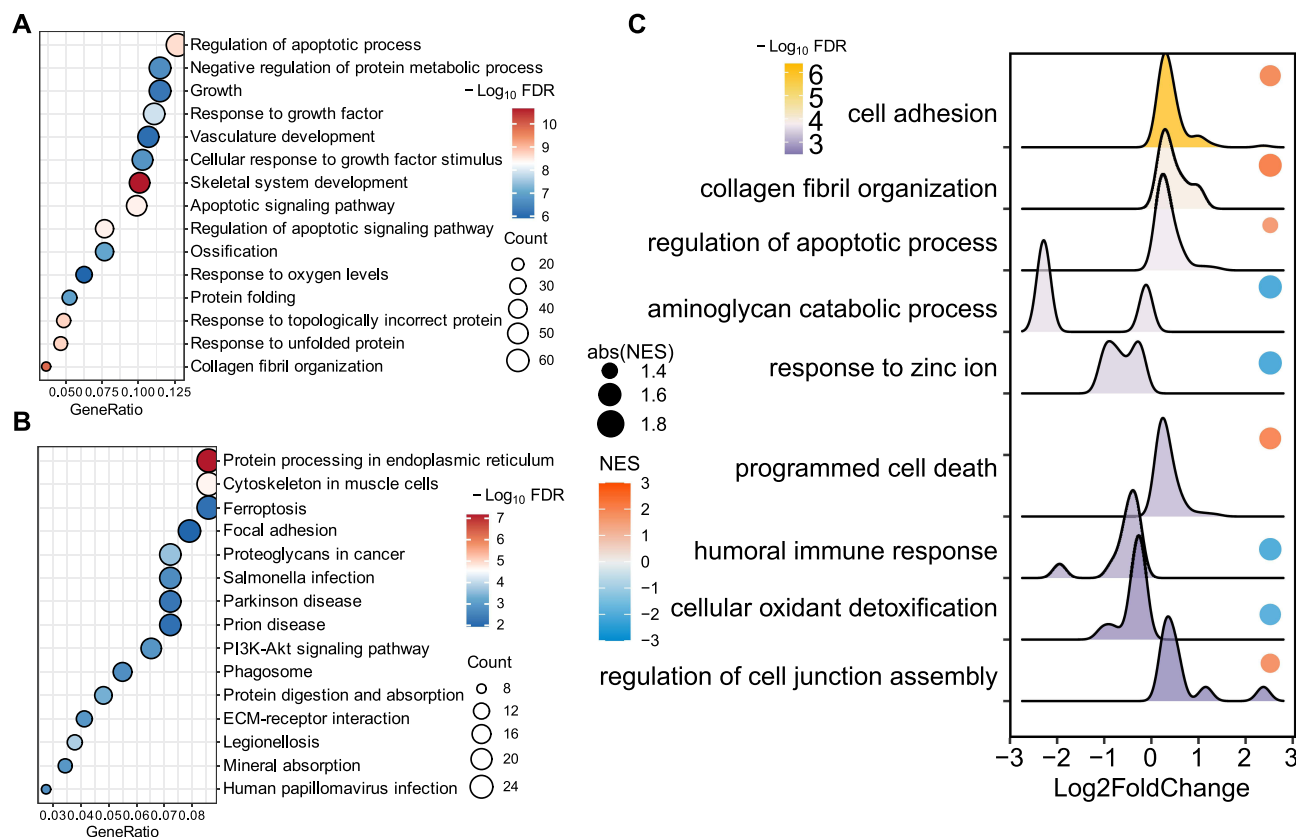 A
Regulation of apoptotic process
Negative regulation of protein metabolic process
Growth
Response to growth factor
Vasculature development
Cellular response to growth factor stimulus
Skeletal system development
Apoptotic signaling pathway
Regulation of apoptotic signaling pathway
Ossification
Response to oxygen levels
Protein folding
Response to topologically incorrect protein
Response to unfolded protein
Collagen fibril organization
0.050 0.075 0.100 0.125
GeneRatio
− Log10 FDR
10
9
8
7
6
Count
20
30
40
50
60
B
Protein processing in endoplasmic reticulum
Cytoskeleton in muscle cells
Ferroptosis
Focal adhesion
Proteoglycans in cancer
Salmonella infection
Parkinson disease
Prion disease
PI3K-Akt signaling pathway
Phagosome
Protein digestion and absorption
ECM-receptor interaction
Legionellosis
Mineral absorption
Human papillomavirus infection
0.03 0.04 0.05 0.06 0.07 0.08
GeneRatio
− Log10 FDR
7
6
5
4
3
2
Count
8
12
16
20
24
C
− Log10 FDR
6
5
4
3
cell adhesion
collagen fibril organization
regulation of apoptotic process
aminoglycan catabolic process
response to zinc ion
programmed cell death
humoral immune response
cellular oxidant detoxification
regulation of cell junction assembly
abs(NES)
1.4
1.6
1.8
NES
3
2
1
0
−1
−2
−3
−3 −2 −1 0 1 2 3
Log2FoldChange